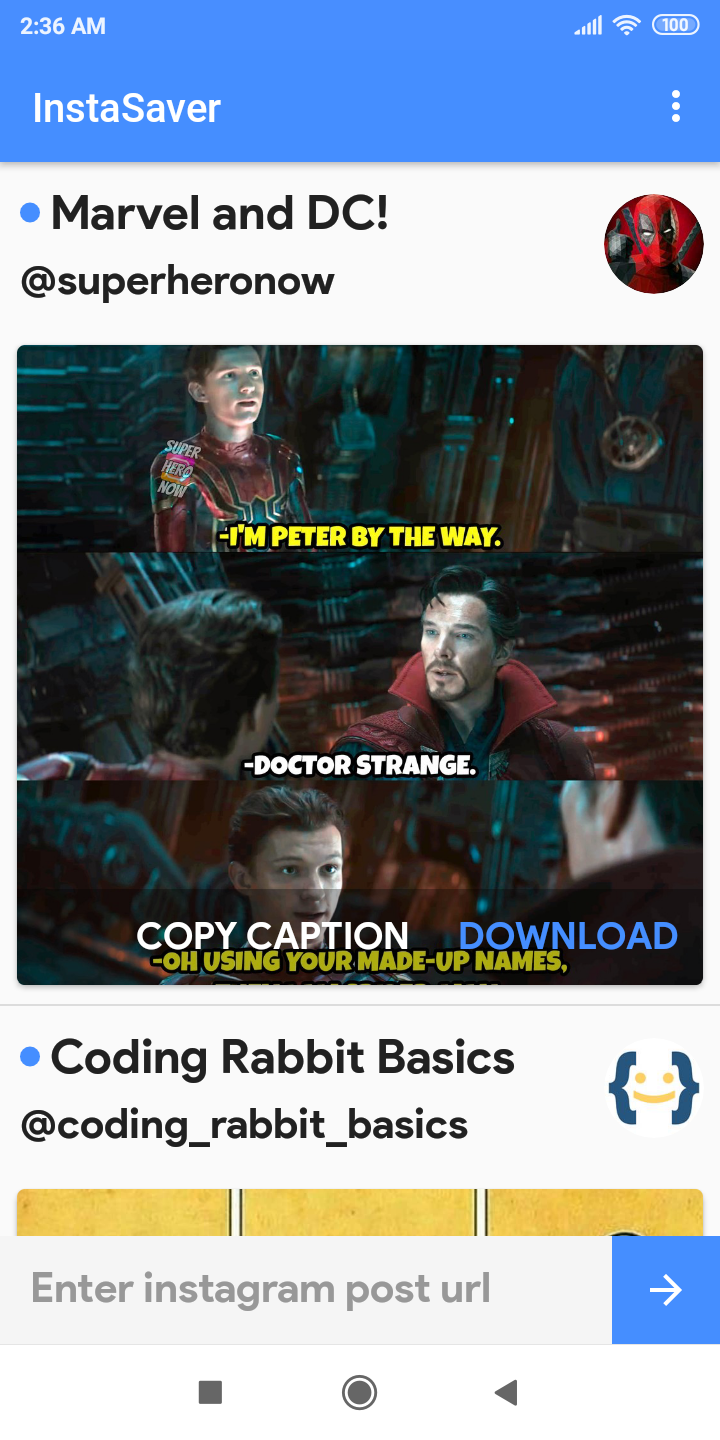 2:36 AM
100
InstaSaver
Marvel and DC!
@superheronow
SUPER
HERO
NOW
-I'M PETER BY THE WAY.
-DOCTOR STRANGE.
COPY CAPTION DOWNLOAD
-OH USING YOUR MADE-UP NAMES,
Coding Rabbit Basics
@coding_rabbit_basics
Enter instagram post url